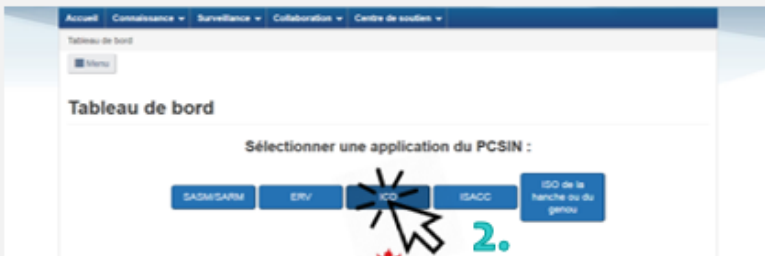 Accueil Connaissance Surveillance Collaboration Centre de soutien
Tableau de bord
Menu
Tableau de bord
Sélectionner une application du PCSIN :
SASM/SARM ERV ICD ISACC ISO de la
hanche ou du
genou
2.